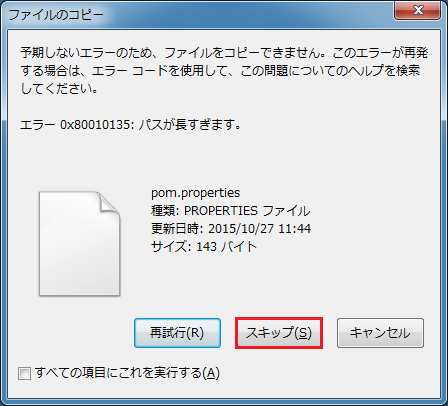 ファイルのコピー
予期しないエラーのため、ファイルをコピーできません。このエラーが再発
する場合は、エラー コードを使用して、この問題についてのヘルプを検索
してください。
エラー 0x80010135: パスが長すぎます。
pom.properties
種類: PROPERTIES ファイル
更新日時: 2015/10/27 11:44
サイズ: 143 バイト
再試行(R) スキップ(S) キャンセル
すべての項目にこれを実行する(A)